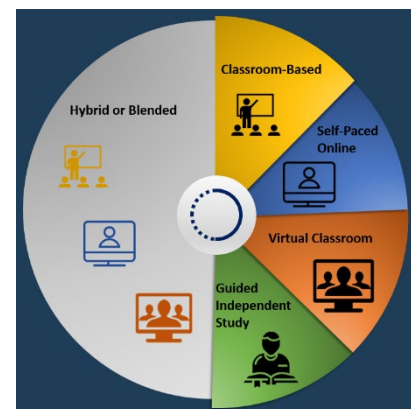 Classroom-Based
Hybrid or Blended
Self-Paced
Online
Virtual Classroom
Guided
Independent
Study